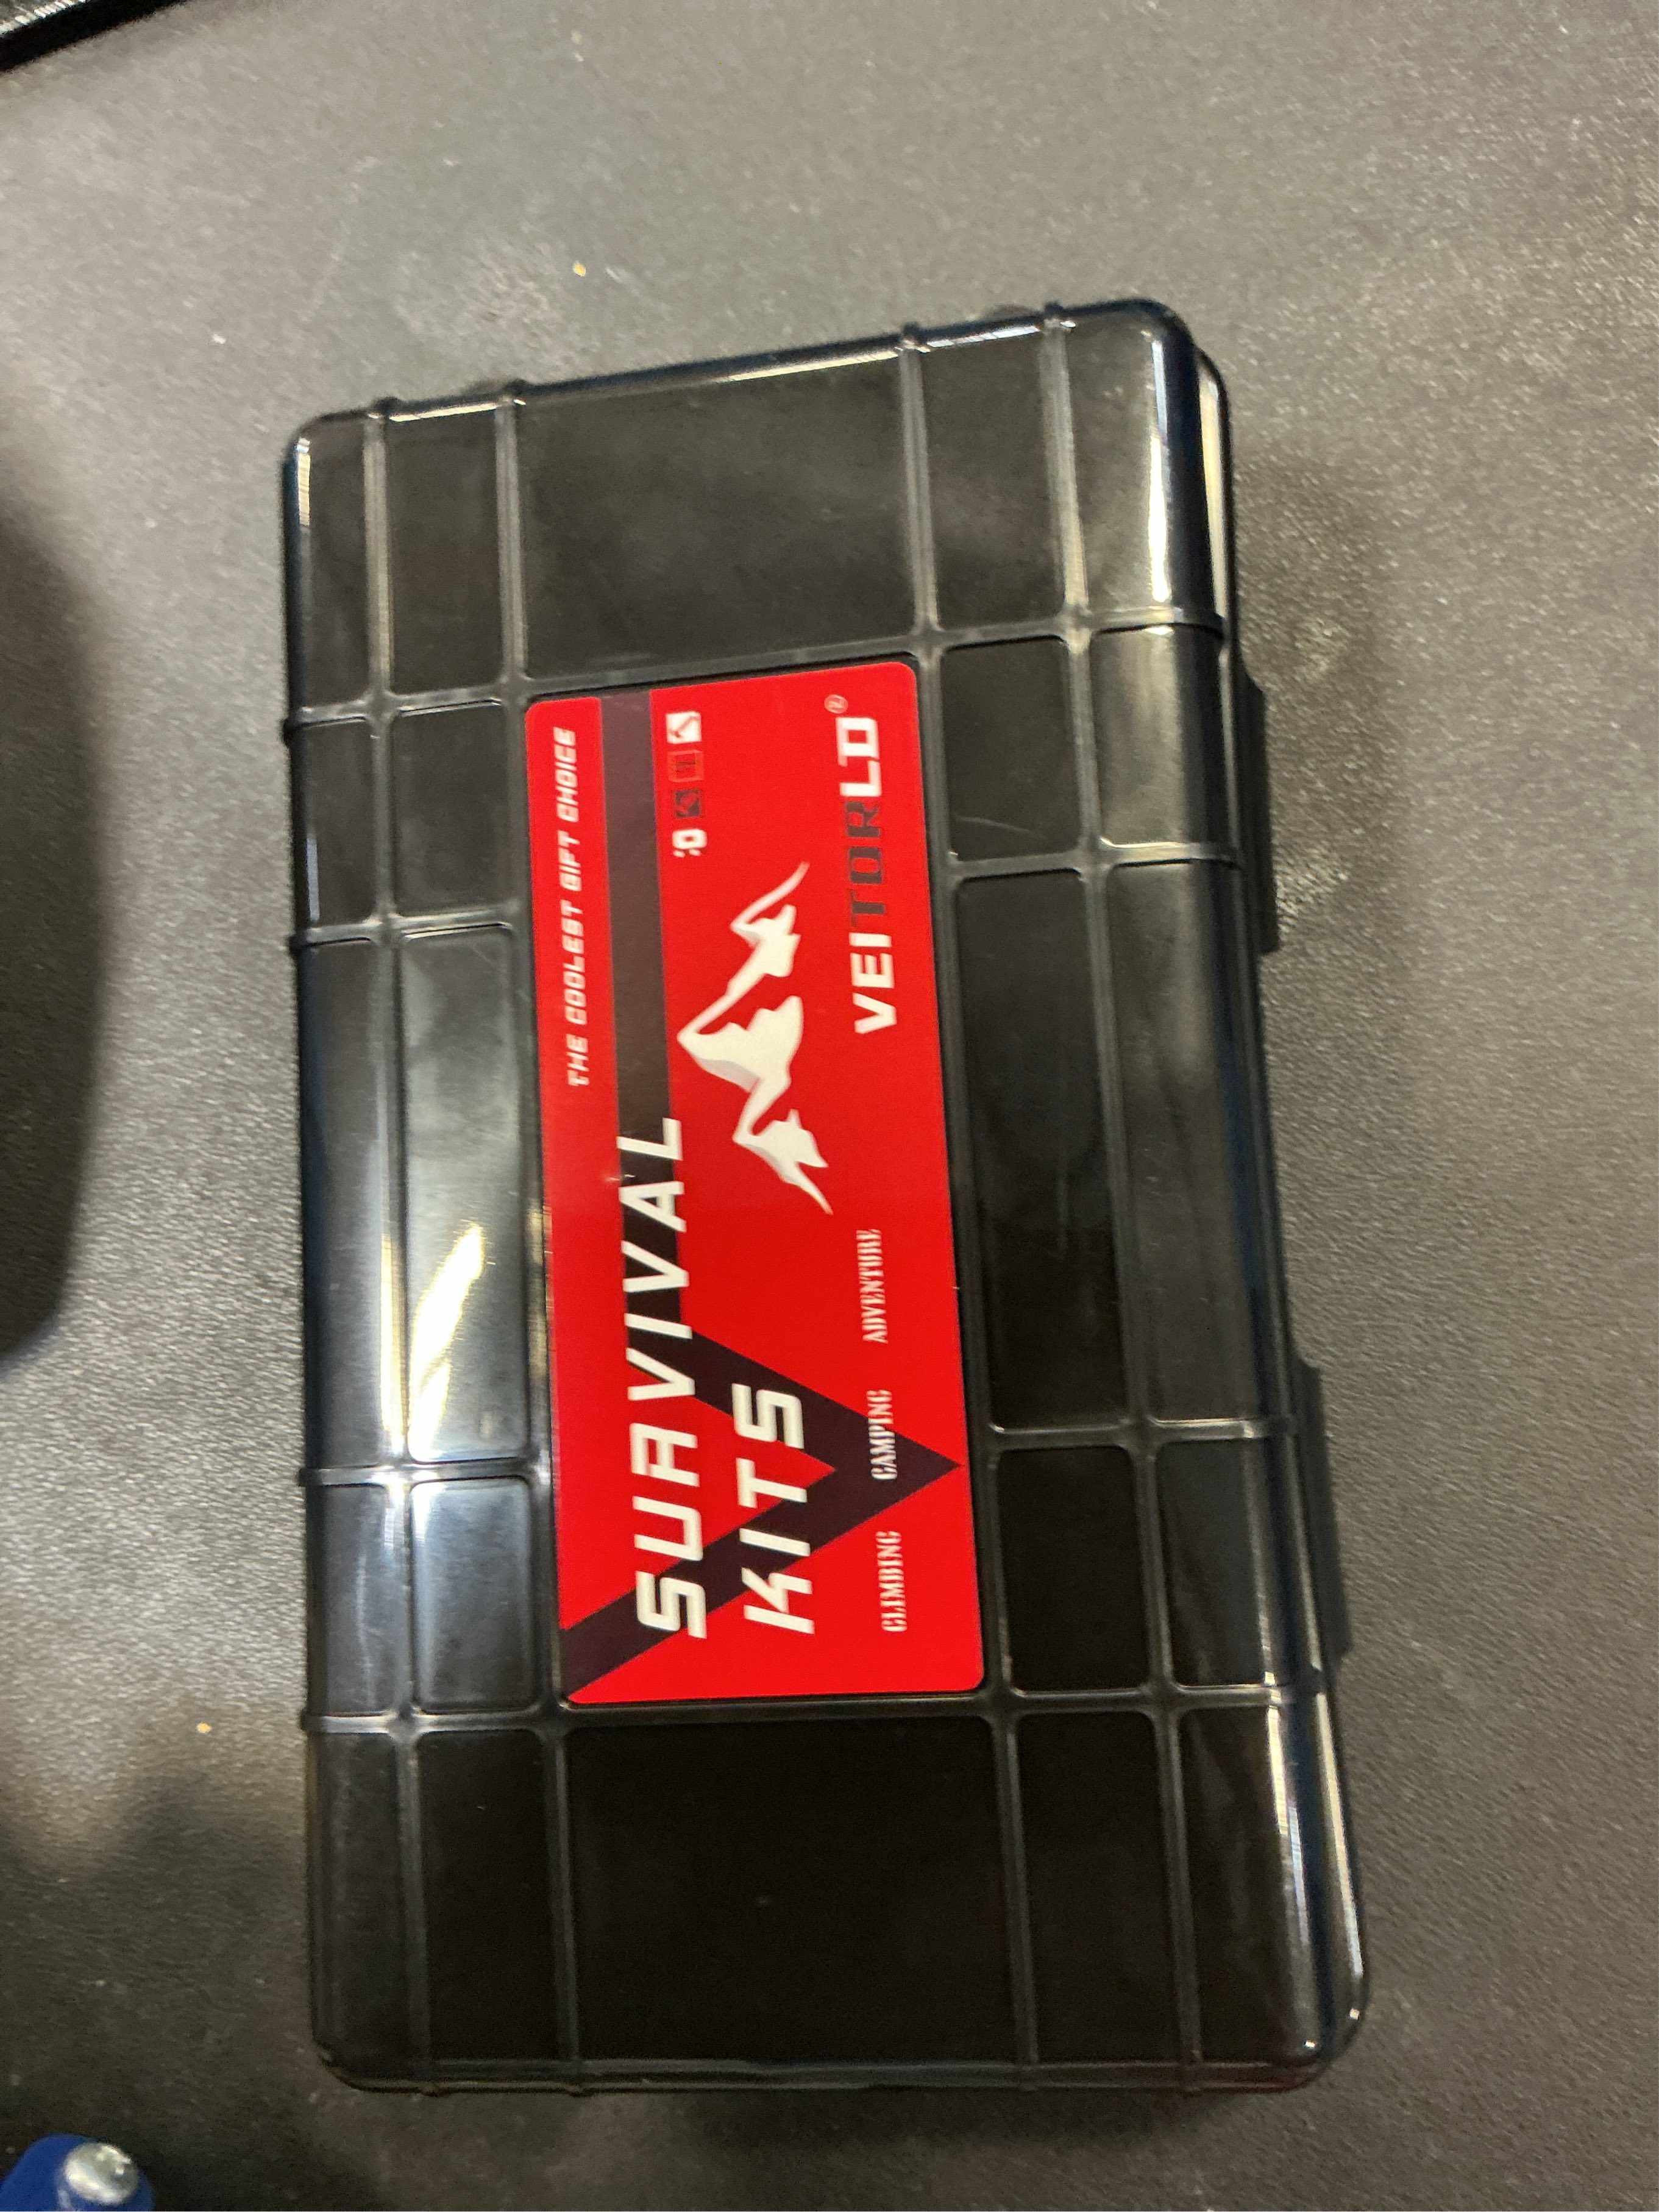 THE COOLEST GIFT CHOICE
SURVIVAL
KITS
VEITORLD®
CLIMBING CAMPING ADVENTURE